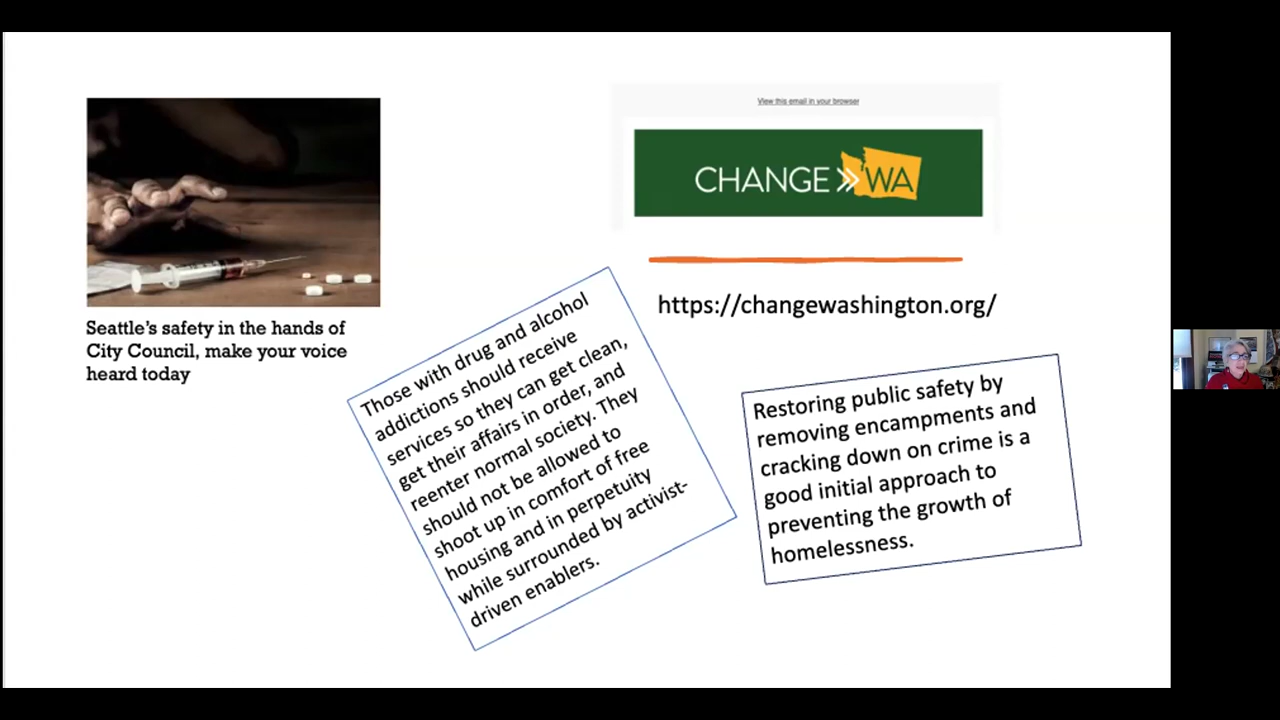 View this email in your browser
CHANGE WA
https://changewashington.org/
Seattle's safety in the hands of
City Council, make your voice
heard today
Those with drug and alcohol
addictions should receive
services so they can get clean,
get their affairs in order, and
reenter normal society. They
should not be allowed to
shoot up in comfort of free
housing and in perpetuity
while surrounded by activist-
driven enablers.
Restoring public safety by
removing encampments and
cracking down on crime is a
good initial approach to
preventing the growth of
homelessness.